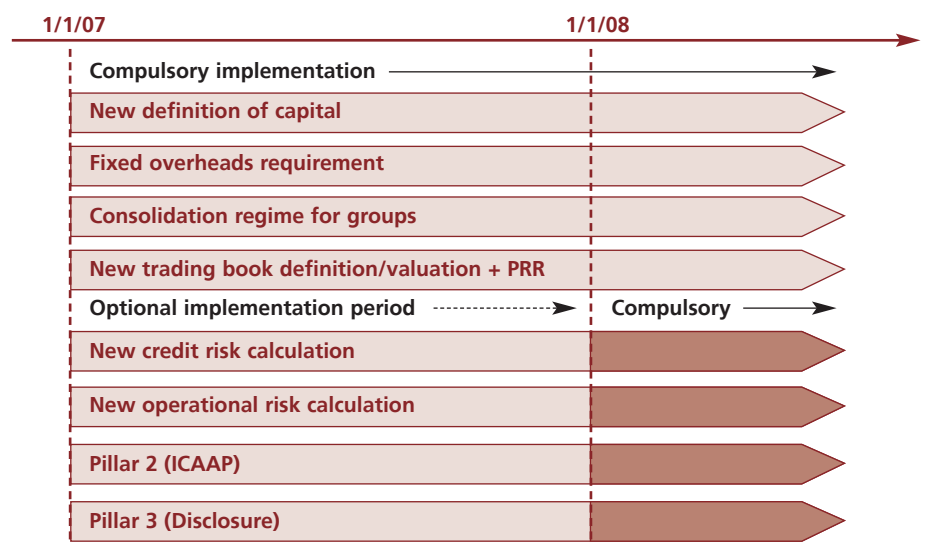 1/1/07 1/1/08
Compulsory implementation
New definition of capital
Fixed overheads requirement
Consolidation regime for groups
New trading book definition/valuation + PRR
Optional implementation period Compulsory
New credit risk calculation
New operational risk calculation
Pillar 2 (ICAAP)
Pillar 3 (Disclosure)